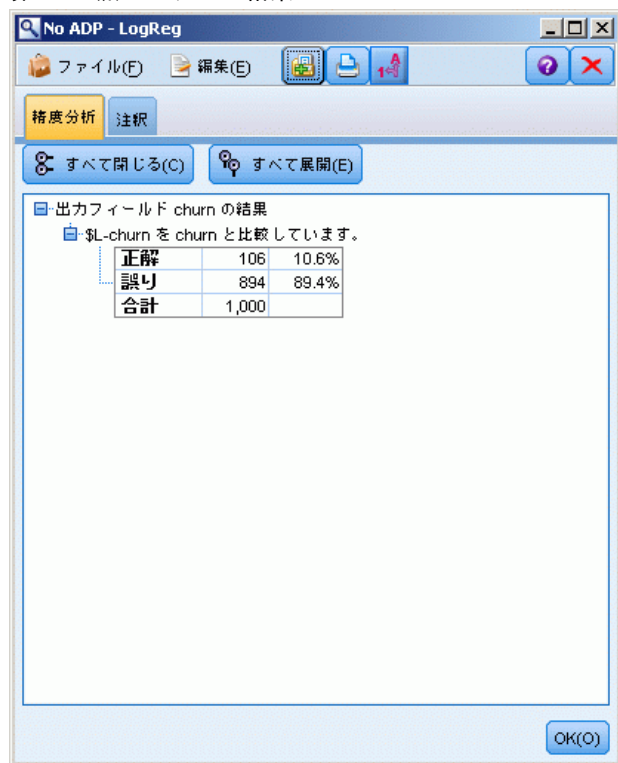 No ADP - LogReg
ファイル(F) 編集(E)
精度分析 注釈
すべて閉じる(C) すべて展開(E)
出力フィールド churn の結果
$L-churn を churn と比較しています。
正解 106 10.6%
誤り 894 89.4%
合計 1,000
OK(O)